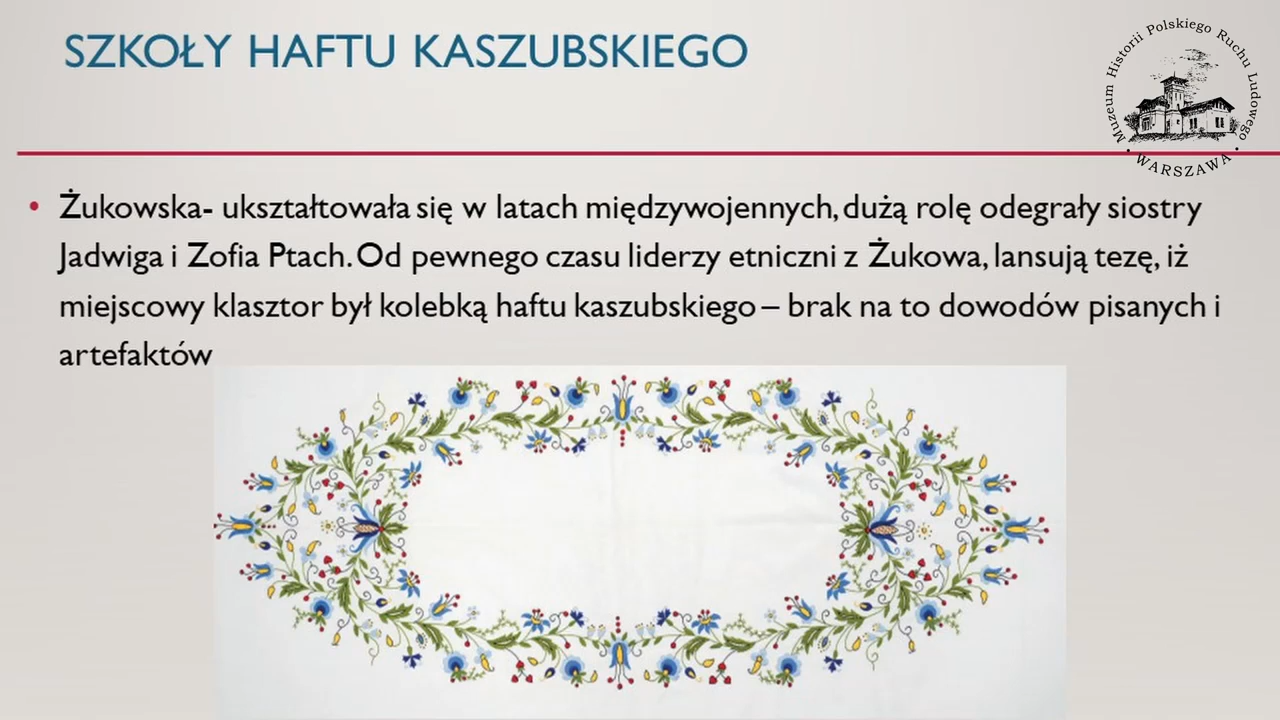 SZKOŁY HAFTU KASZUBSKIEGO
Muzeum Historii Polskiego Ruchu Ludowego
• WARSZAWA •
• Żukowska- ukształtowała się w latach międzywojennych, dużą rolę odegrały siostry
Jadwiga i Zofia Ptach. Od pewnego czasu liderzy etniczni z Żukowa, lansują tezę, iż
miejscowy klasztor był kolebką haftu kaszubskiego – brak na to dowodów pisanych i
artefaktów